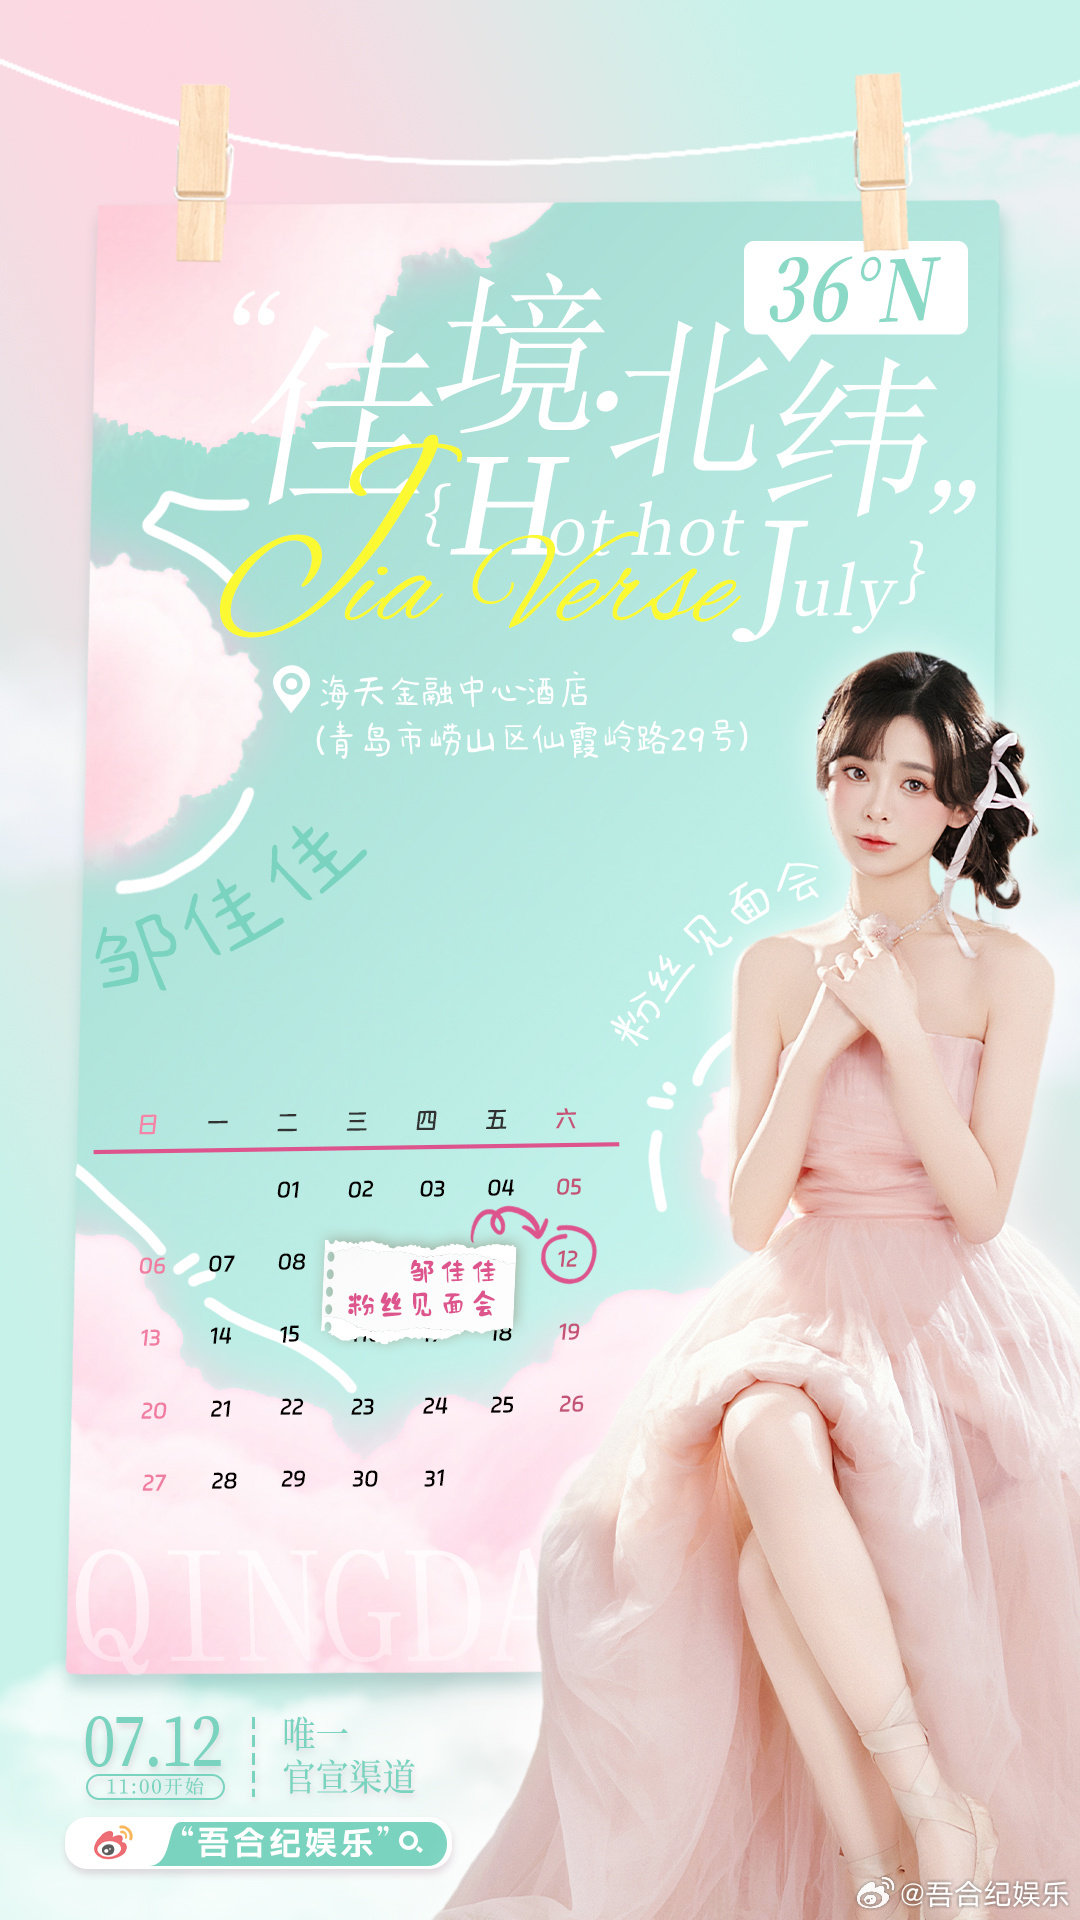 36°N
“佳境·北纬”
{Hot hot July}
Jia Verse
海天金融中心酒店
(青岛市崂山区仙霞岭路29号)
邹佳佳
粉丝见面会
日 一 二 三 四 五 六
01 02 03 04 05
06 07 08 12
邹佳佳
粉丝见面会
13 14 15 18 19
20 21 22 23 24 25 26
27 28 29 30 31
QINGDA
07.12
11:00开始
唯一
官宣渠道
“吾合纪娱乐”
@吾合纪娱乐